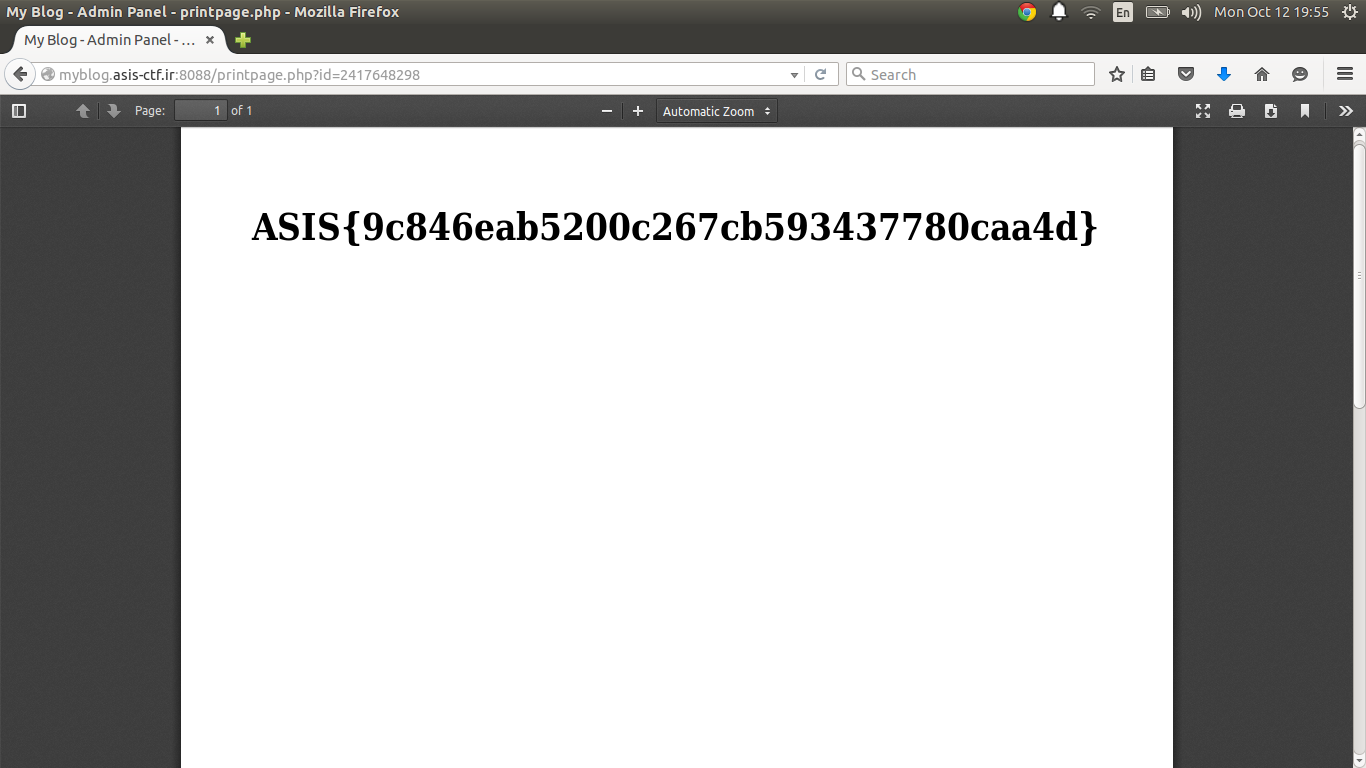 My Blog - Admin Panel - printpage.php - Mozilla Firefox
En
Mon Oct 12 19:55
My Blog - Admin Panel - ...
myblog.asis-ctf.ir:8088/printpage.php?id=2417648298
Search
Page: 1 of 1
Automatic Zoom
ASIS{9c846eab5200c267cb593437780caa4d}